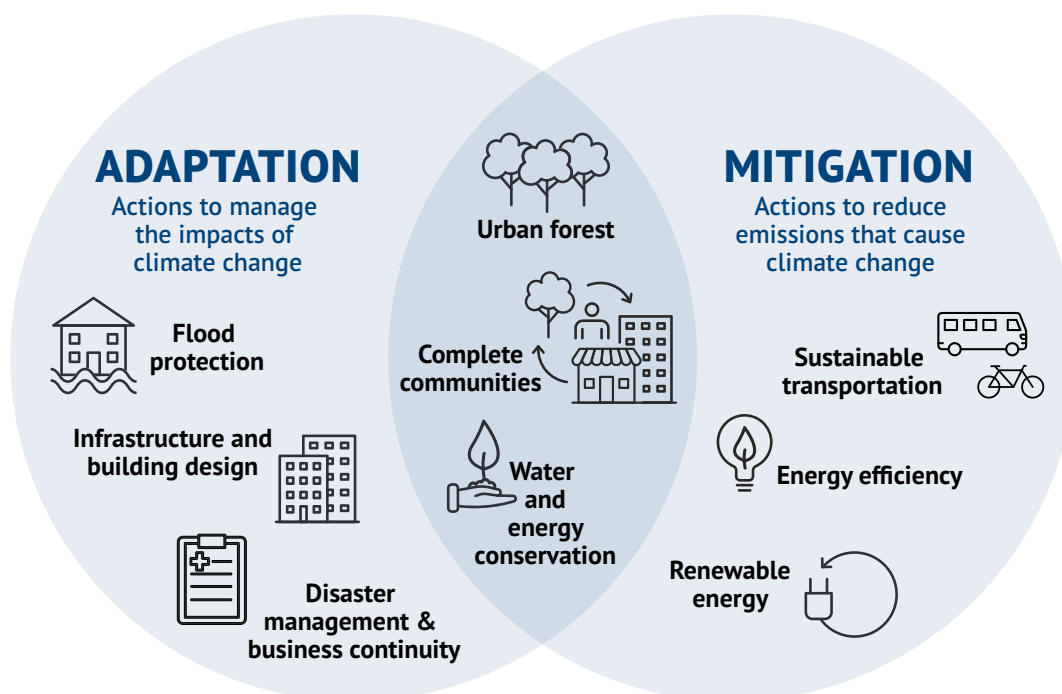 ADAPTATION
Actions to manage
the impacts of
climate change
Flood
protection
Infrastructure and
building design
Disaster
management &
business continuity
Urban forest
Complete
communities
Water
and
energy
conservation
MITIGATION
Actions to reduce
emissions that cause
climate change
Sustainable
transportation
Energy efficiency
Renewable
energy